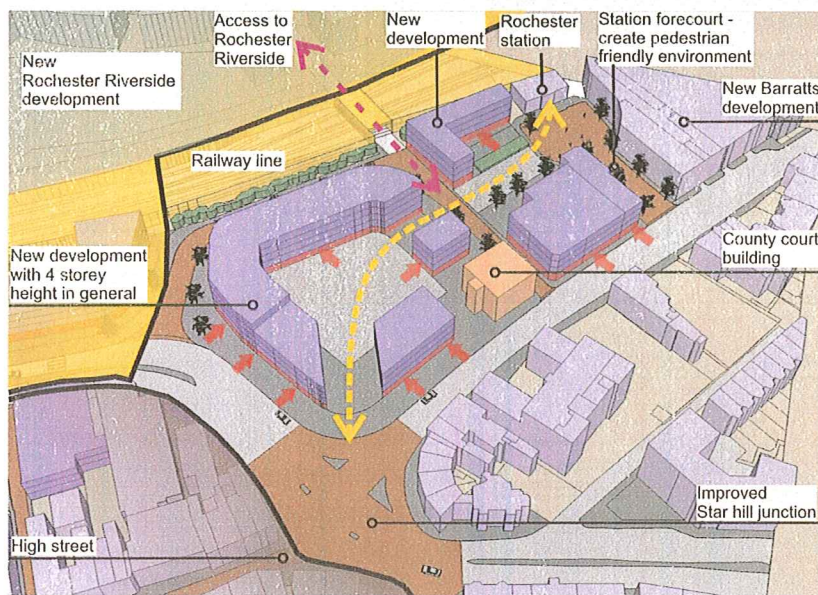 New
Rochester Riverside
development
Access to
Rochester
Riverside
New
development
Rochester
station
Station forecourt -
create pedestrian
friendly environment
New Barratts
development
Railway line
New development
with 4 storey
height in general
County court
building
Improved
Star hill junction
High street